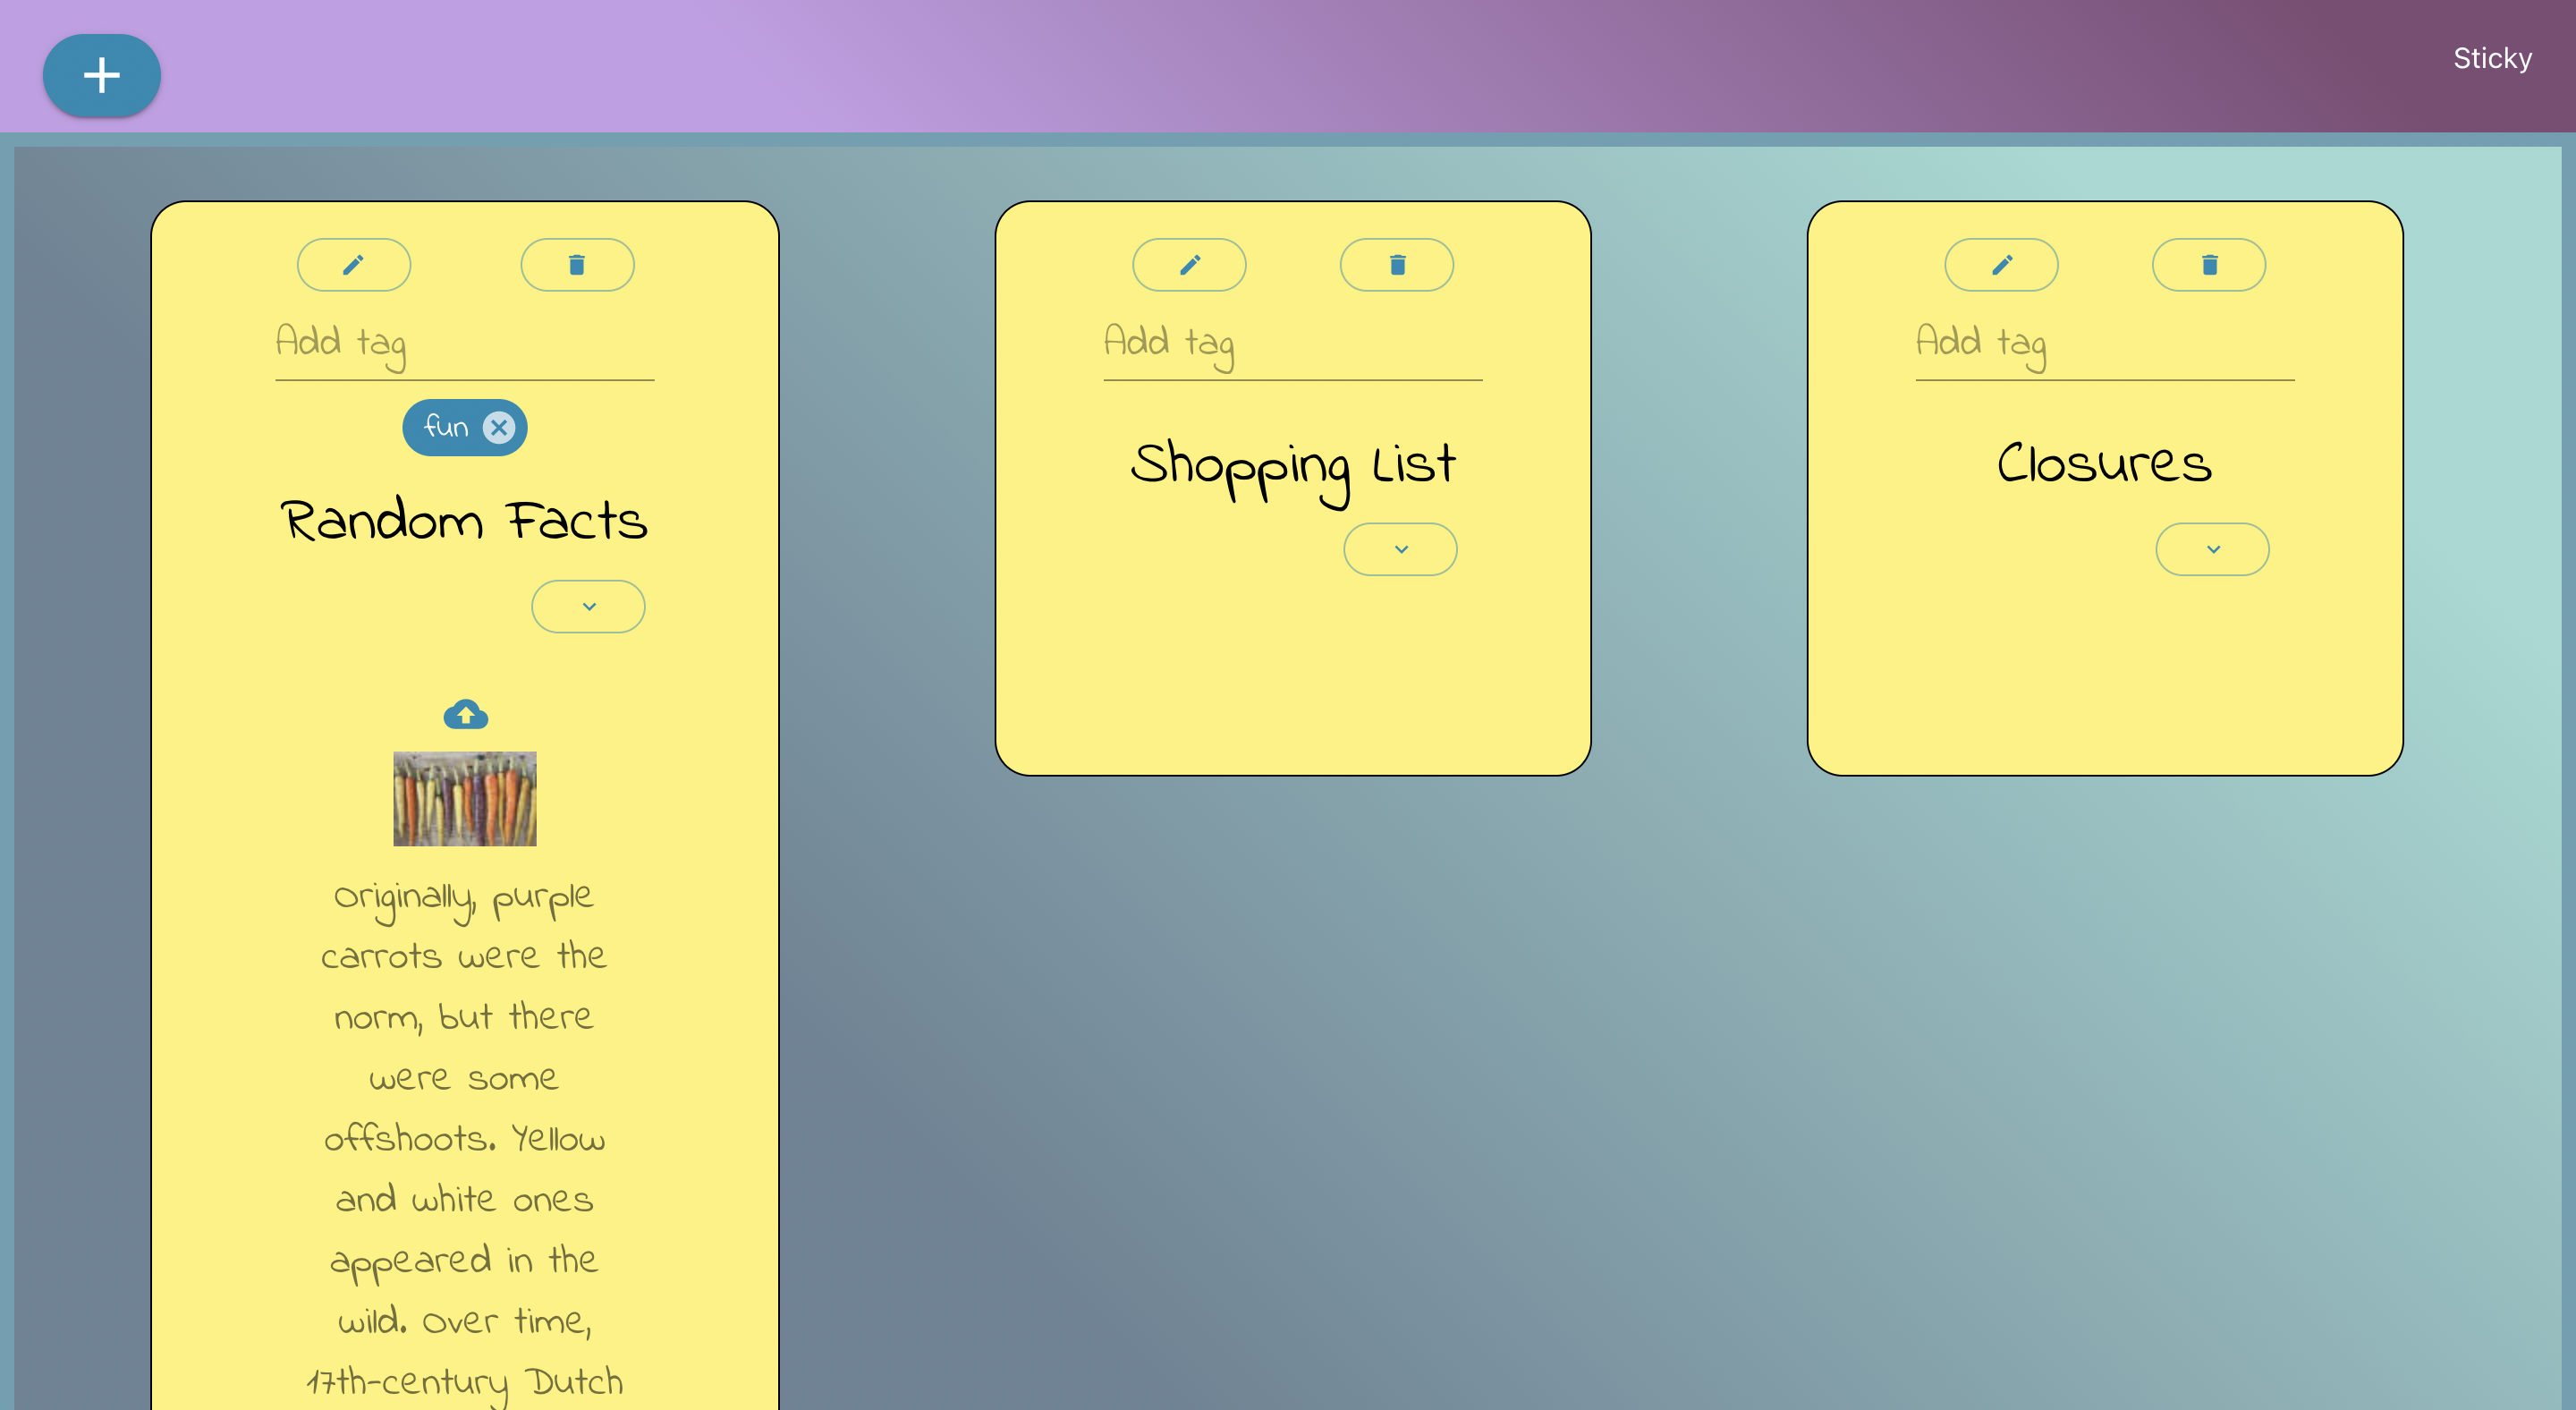 Sticky
Add tag
fun
Random Facts
Originally, purple
carrots were the
norm, but there
were some
offshoots. Yellow
and white ones
appeared in the
wild. Over time,
17th-century Dutch
Add tag
Shopping List
Add tag
Closures